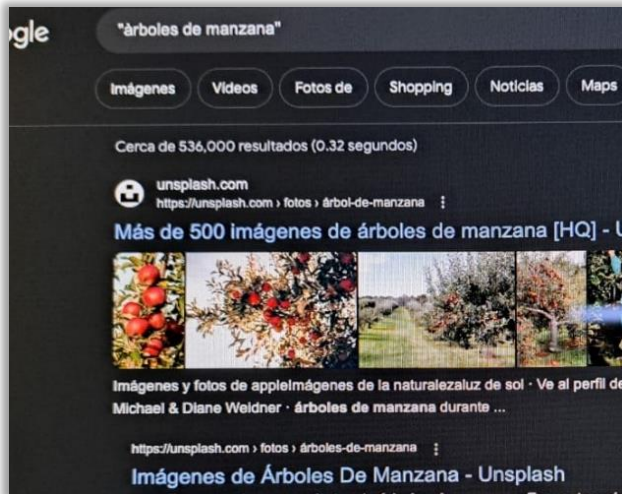 ogle
"àrboles de manzana"
Imágenes Videos Fotos de Shopping Noticias Maps
Cerca de 536,000 resultados (0.32 segundos)
unsplash.com
https://unsplash.com › fotos › árbol-de-manzana
Más de 500 imágenes de árboles de manzana [HQ] - U
Imágenes y fotos de appleImágenes de la naturalezaluz de sol · Ve al perfil de
Michael & Diane Weidner · árboles de manzana durante ...
https://unsplash.com › fotos › árboles-de-manzana
Imágenes de Árboles De Manzana - Unsplash